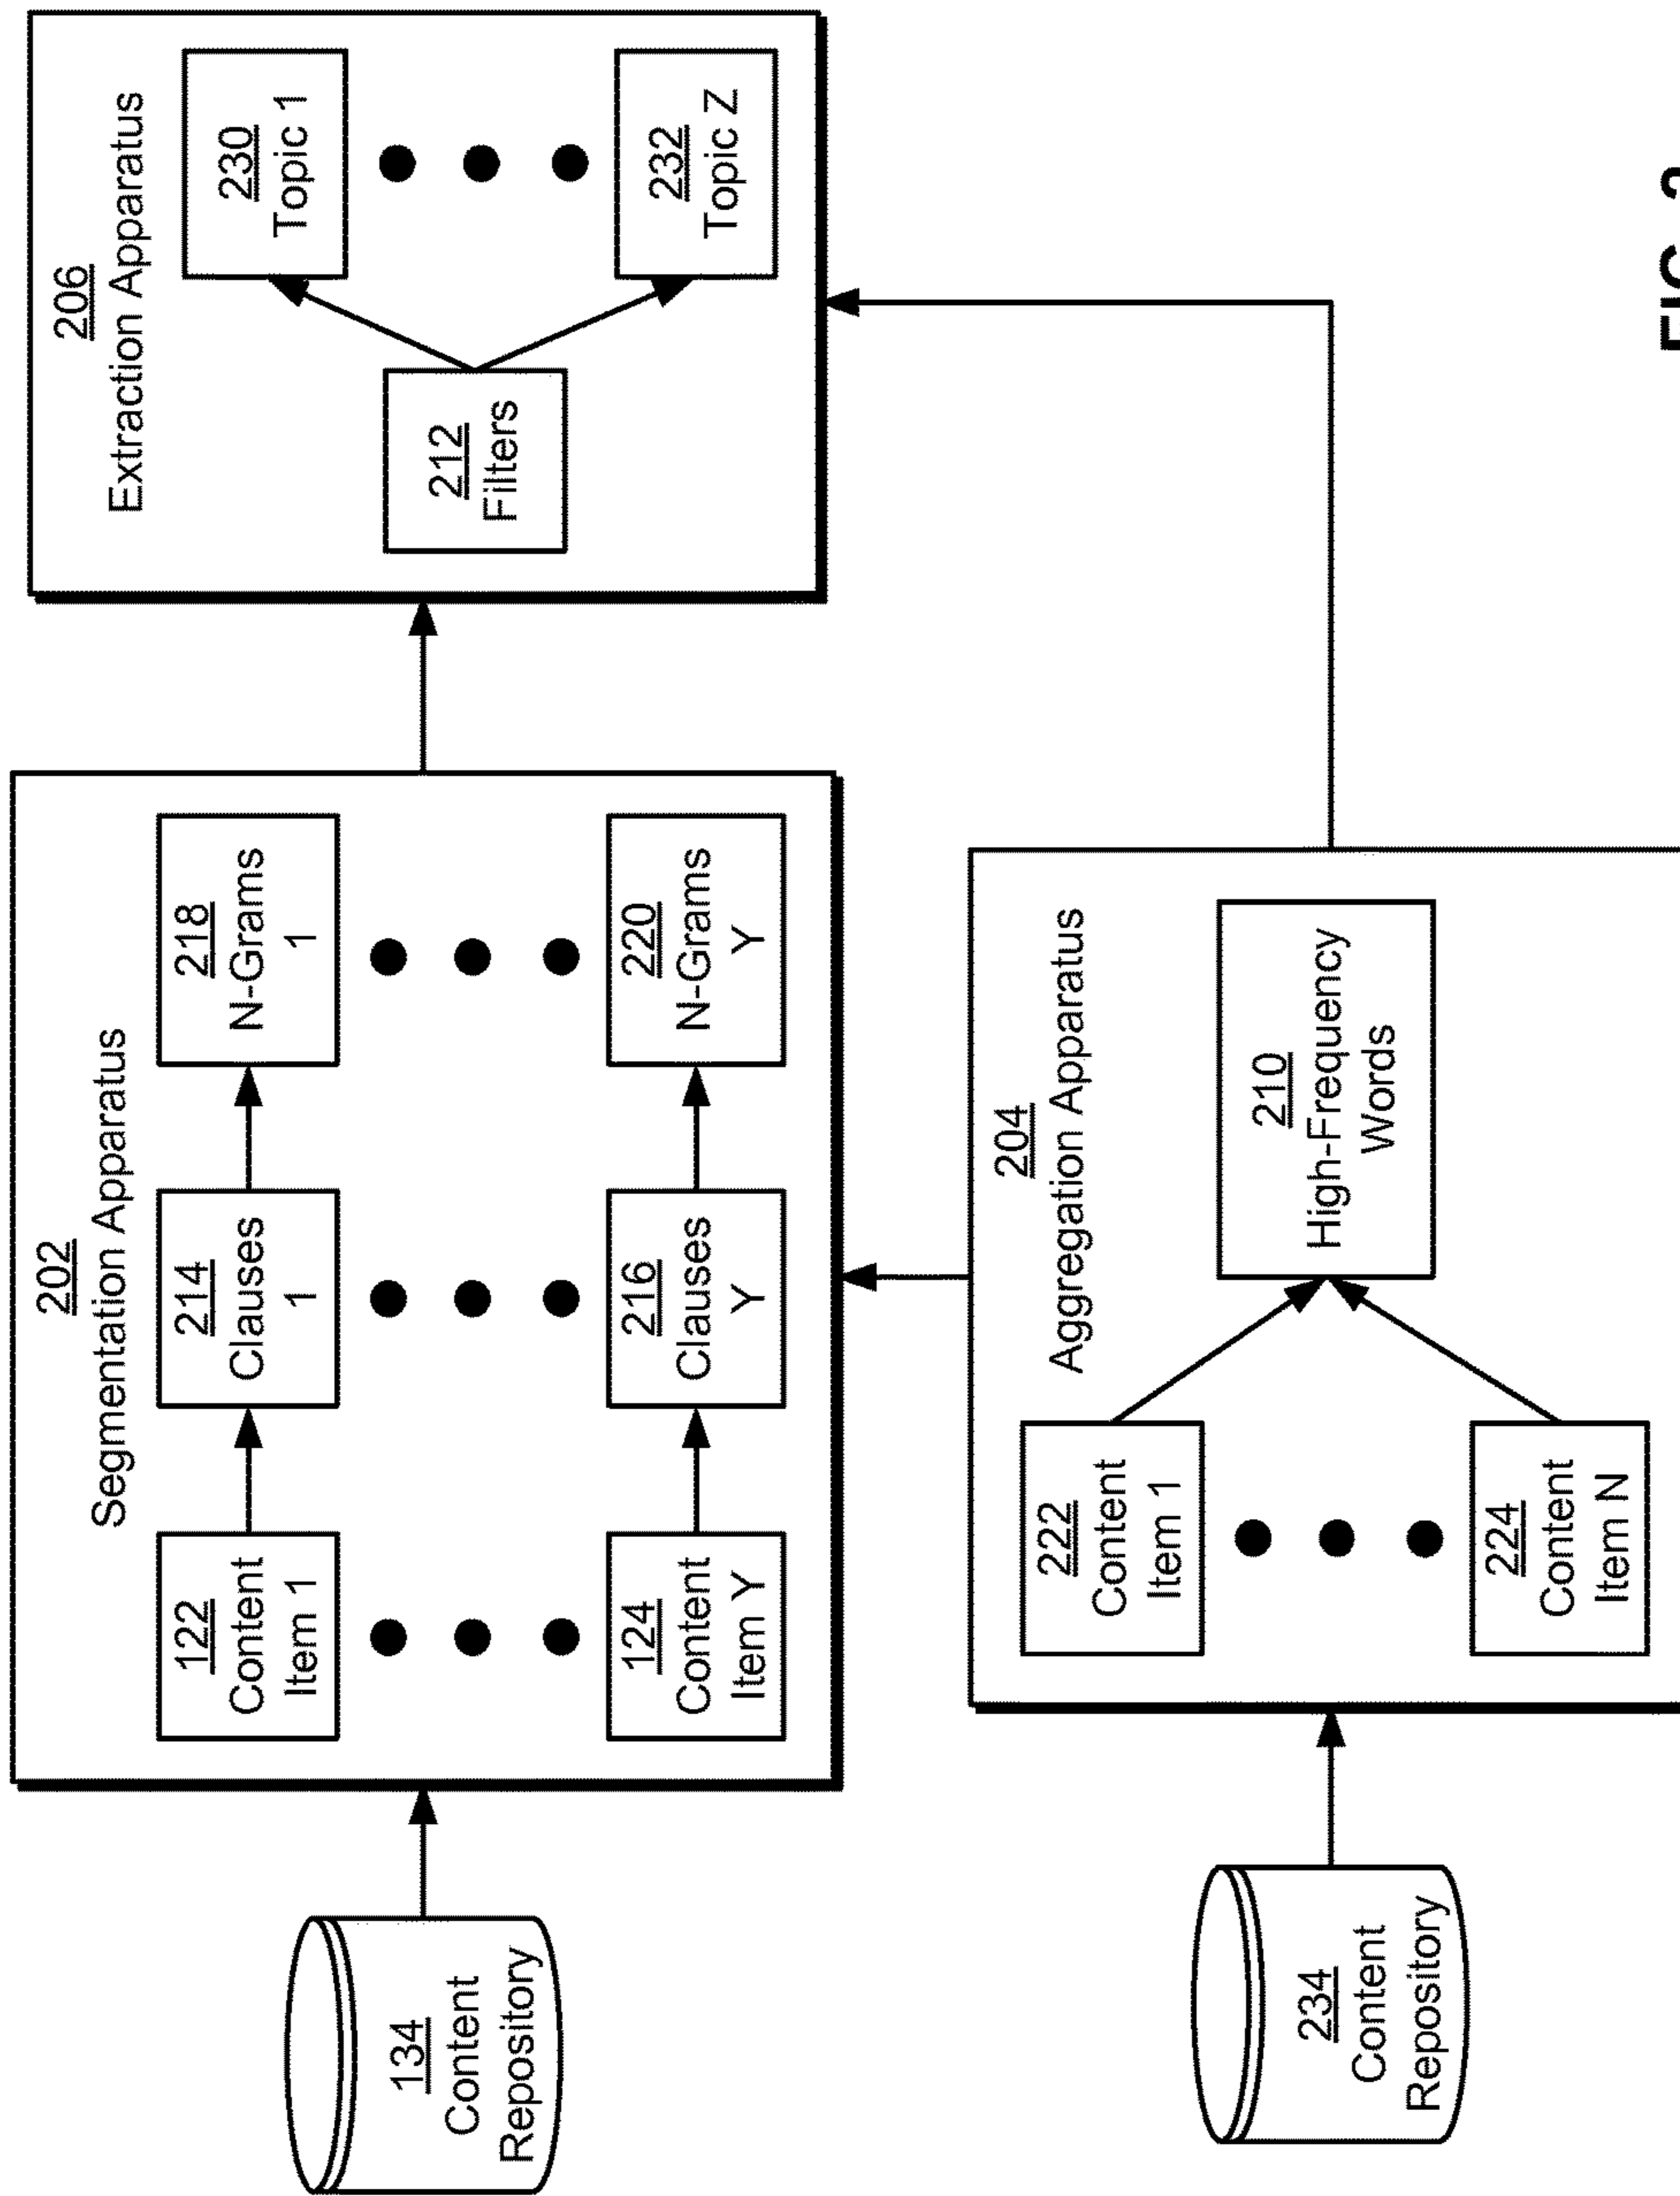 134
Content
Repository
202
Segmentation Apparatus
122
Content
Item 1
214
Clauses
1
218
N-Grams
1
124
Content
Item Y
216
Clauses
Y
220
N-Grams
Y
206
Extraction Apparatus
212
Filters
230
Topic 1
232
Topic Z
234
Content
Repository
204
Aggregation Apparatus
222
Content
Item 1
224
Content
Item N
210
High-Frequency
Words